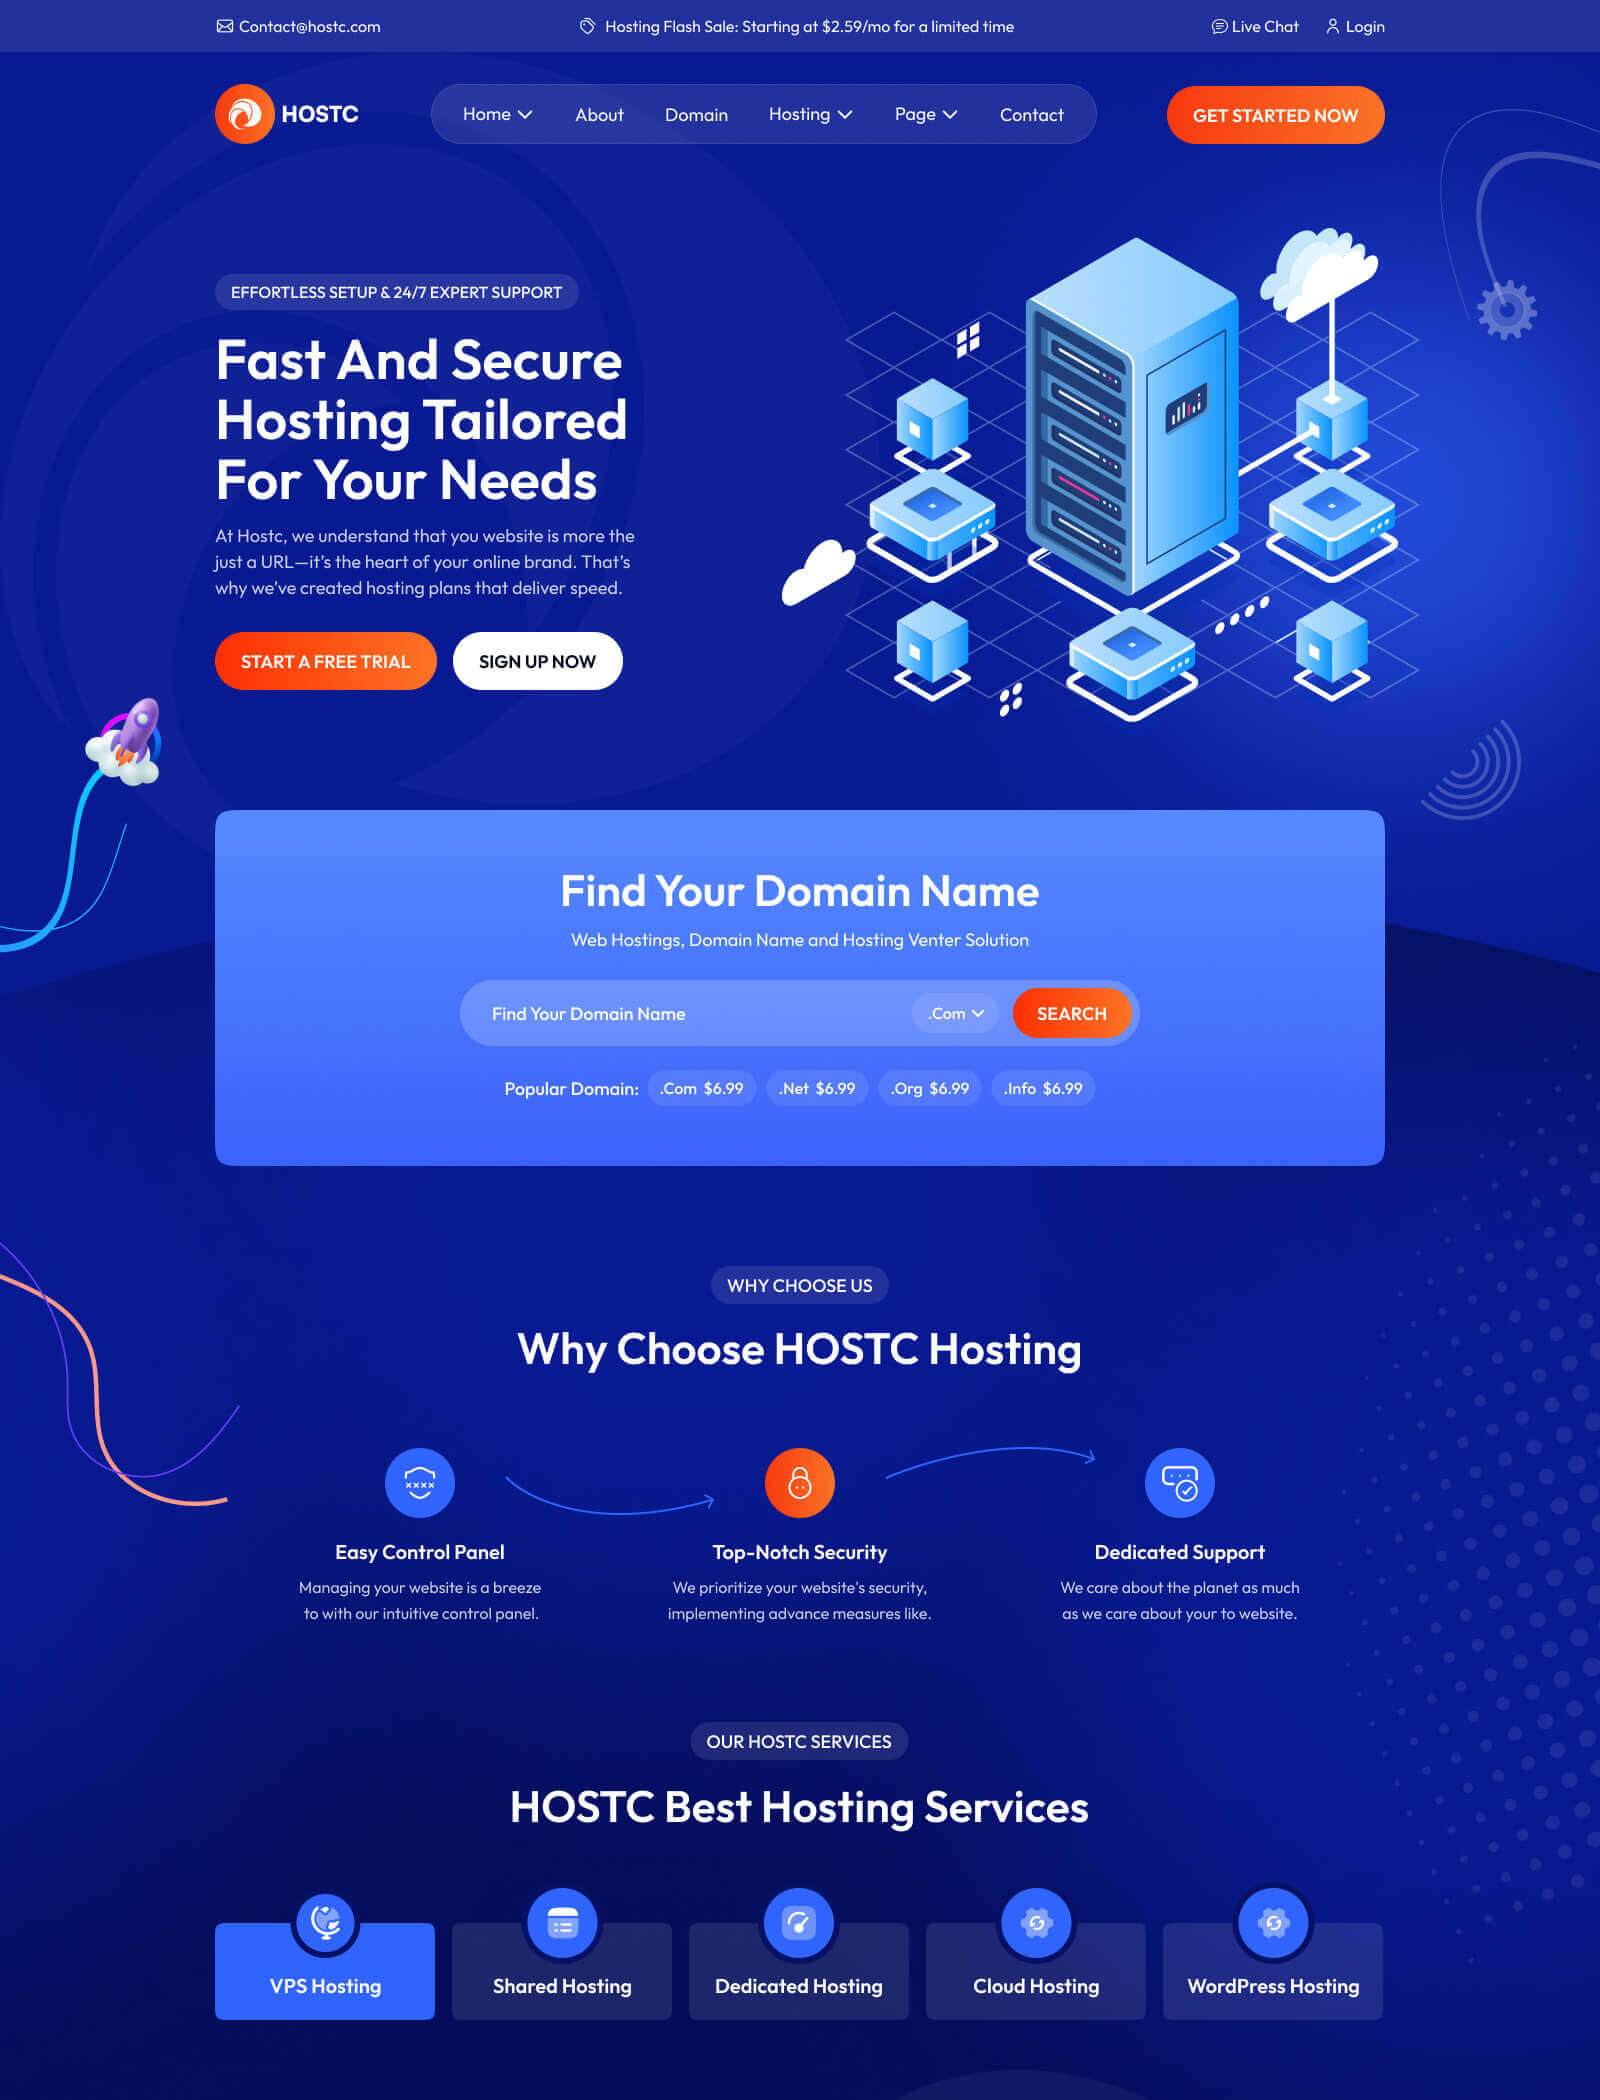 Contact@hostc.com
Hosting Flash Sale: Starting at $2.59/mo for a limited time
Live Chat
Login
HOSTC
Home
About
Domain
Hosting
Page
Contact
GET STARTED NOW
EFFORTLESS SETUP & 24/7 EXPERT SUPPORT
Fast And Secure
Hosting Tailored
For Your Needs
At Hostc, we understand that you website is more the
just a URL—it's the heart of your online brand. That's
why we've created hosting plans that deliver speed.
START A FREE TRIAL
SIGN UP NOW
Find Your Domain Name
Web Hostings, Domain Name and Hosting Venter Solution
Find Your Domain Name
.Com
SEARCH
Popular Domain:
.Com $6.99
.Net $6.99
.Org $6.99
.Info $6.99
WHY CHOOSE US
Why Choose HOSTC Hosting
Easy Control Panel
Managing your website is a breeze
to with our intuitive control panel.
Top-Notch Security
We prioritize your website's security,
implementing advance measures like.
Dedicated Support
We care about the planet as much
as we care about your to website.
OUR HOSTC SERVICES
HOSTC Best Hosting Services
VPS Hosting
Shared Hosting
Dedicated Hosting
Cloud Hosting
WordPress Hosting